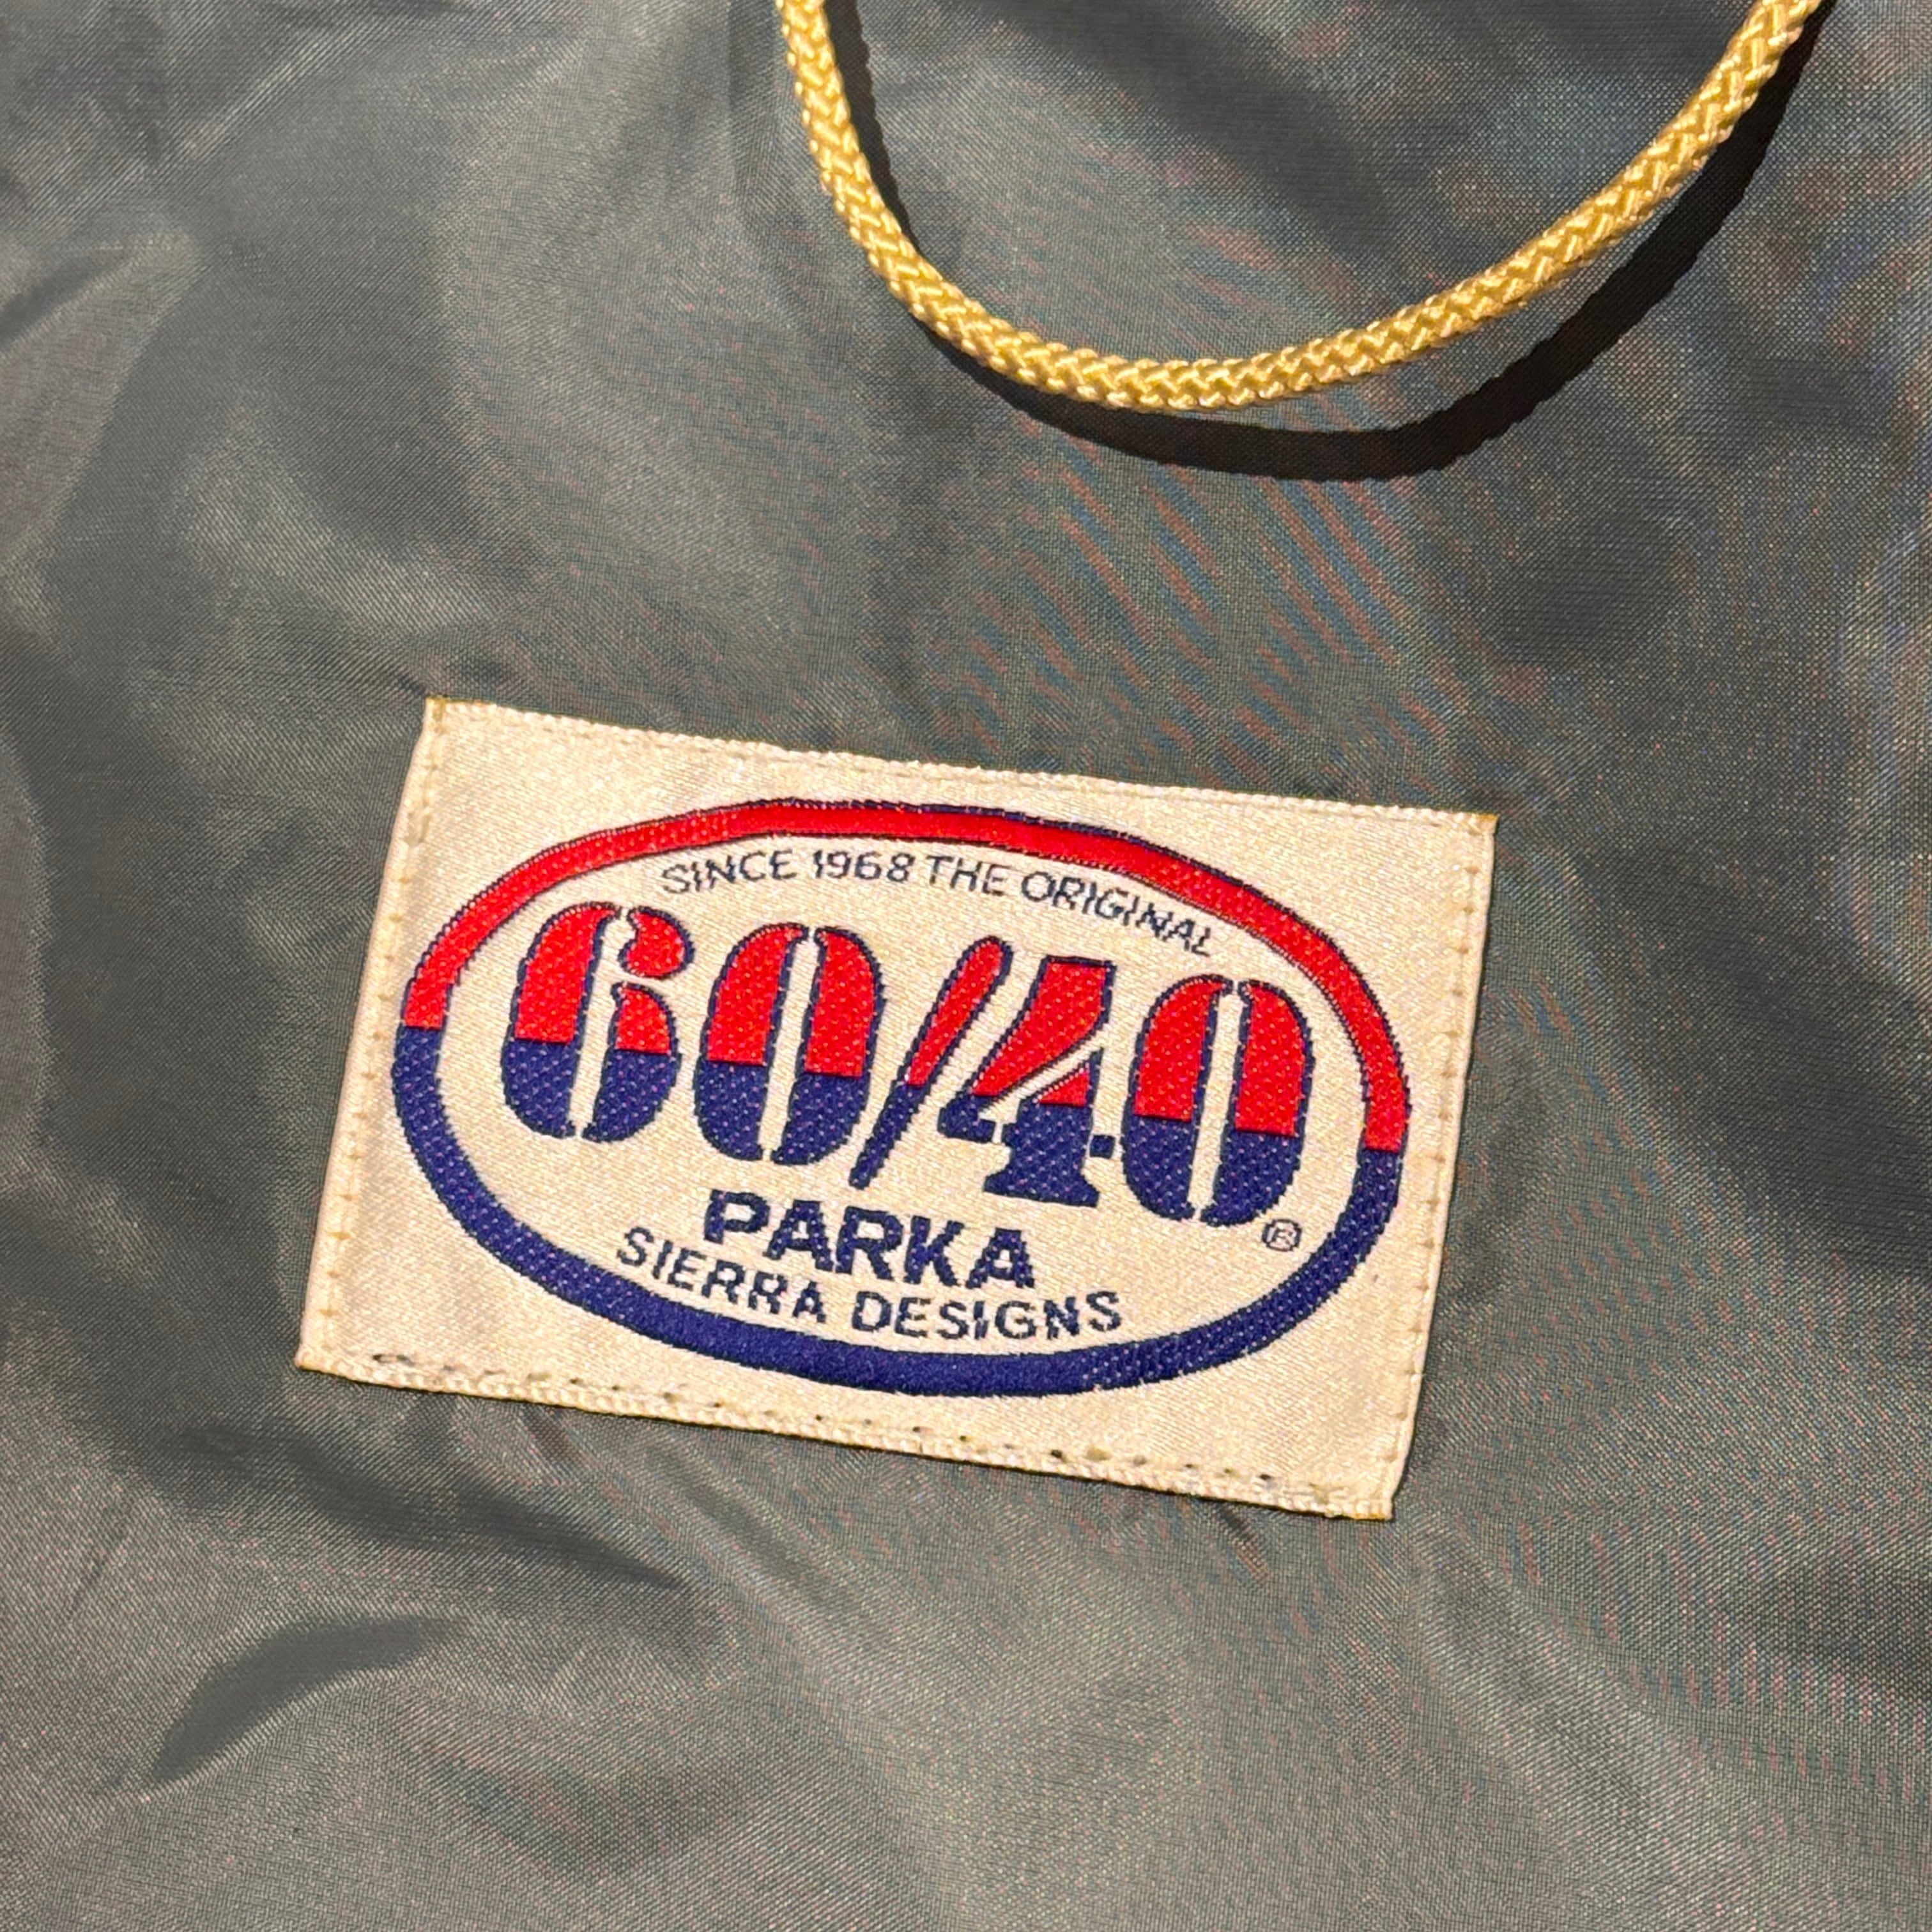 SINCE 1968 THE ORIGINAL
60/40®
PARKA
SIERRA DESIGNS